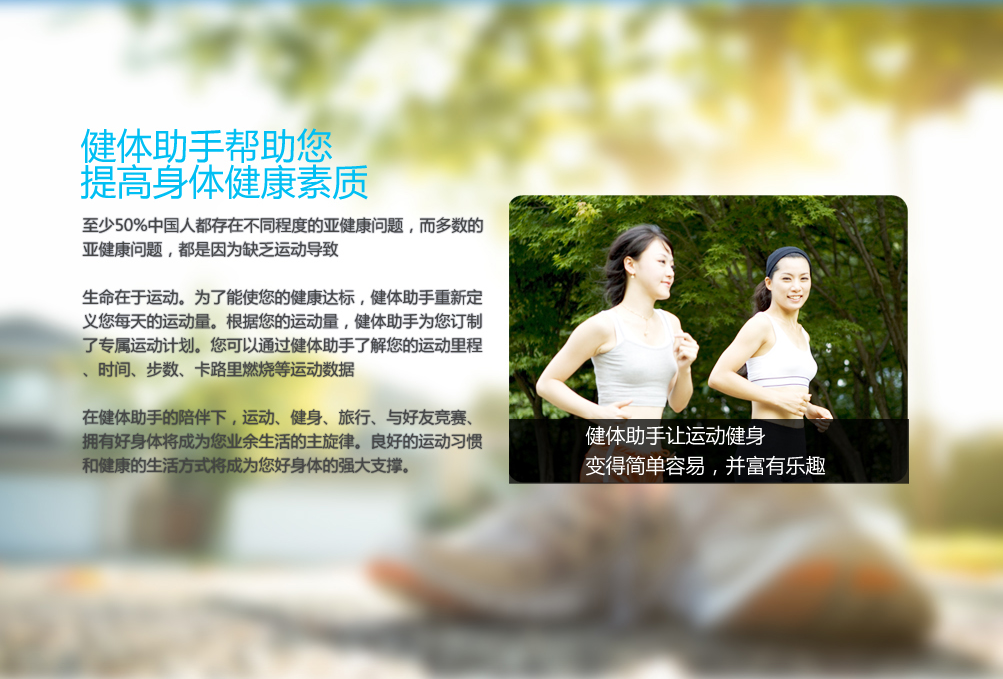 健体助手帮助您
提高身体健康素质
至少50%中国人都存在不同程度的亚健康问题，而多数的
亚健康问题，都是因为缺乏运动导致
生命在于运动。为了能使您的健康达标，健体助手重新定
义您每天的运动量。根据您的运动量，健体助手为您订制
了专属运动计划。您可以通过健体助手了解您的运动里程
、时间、步数、卡路里燃烧等运动数据
在健体助手的陪伴下，运动、健身、旅行、与好友竞赛、
拥有好身体将成为您业余生活的主旋律。良好的运动习惯
和健康的生活方式将成为您好身体的强大支撑。
健体助手让运动健身
变得简单容易，并富有乐趣